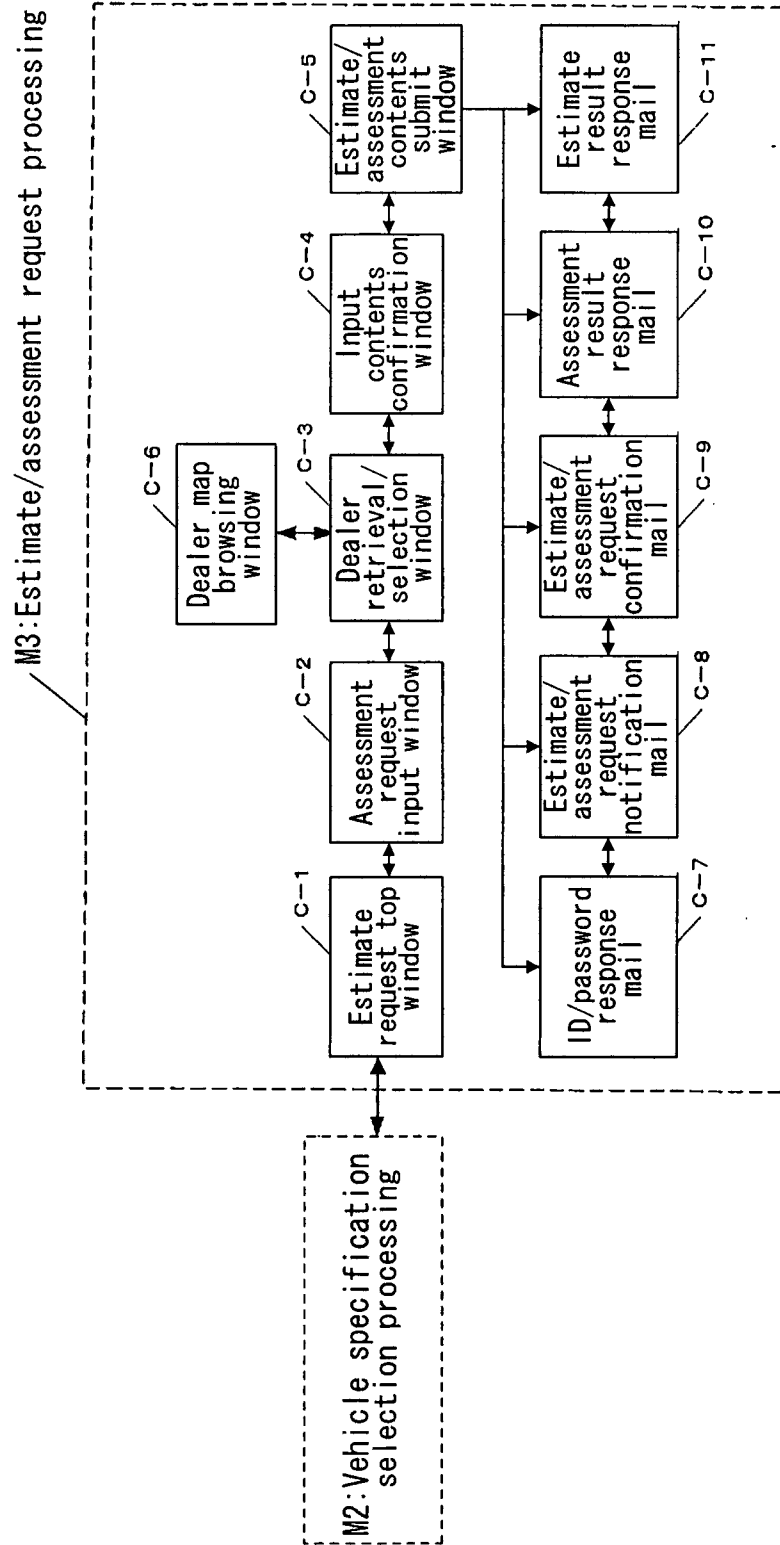 M3:Estimate/assessment request processing
M2:Vehicle specification
selection processing
C-1
Estimate
request top
window
C-2
Assessment
request
input window
C-3
Dealer
retrieval/
selection
window
C-6
Dealer map
browsing
window
C-4
Input
contents
confirmation
window
C-5
Estimate/
assessment
contents
submit
window
ID/password
response
mail
C-7
Estimate/
assessment
request
notification
mail
C-8
Estimate/
assessment
request
confirmation
mail
C-9
Assessment
result
response
mail
C-10
Estimate
result
response
mail
C-11